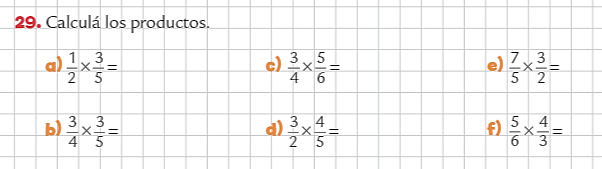 29. Calculá los productos.
a) 1/2 × 3/5 = c) 3/4 × 5/6 = e) 7/5 × 3/2 =
b) 3/4 × 3/5 = d) 3/2 × 4/5 = f) 5/6 × 4/3 =